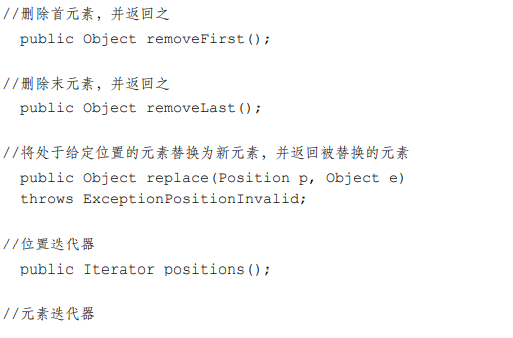 //删除首元素，并返回之
public Object removeFirst();
//删除末元素，并返回之
public Object removeLast();
//将处于给定位置的元素替换为新元素，并返回被替换的元素
public Object replace(Position p, Object e)
throws ExceptionPositionInvalid;
//位置迭代器
public Iterator positions();
//元素迭代器